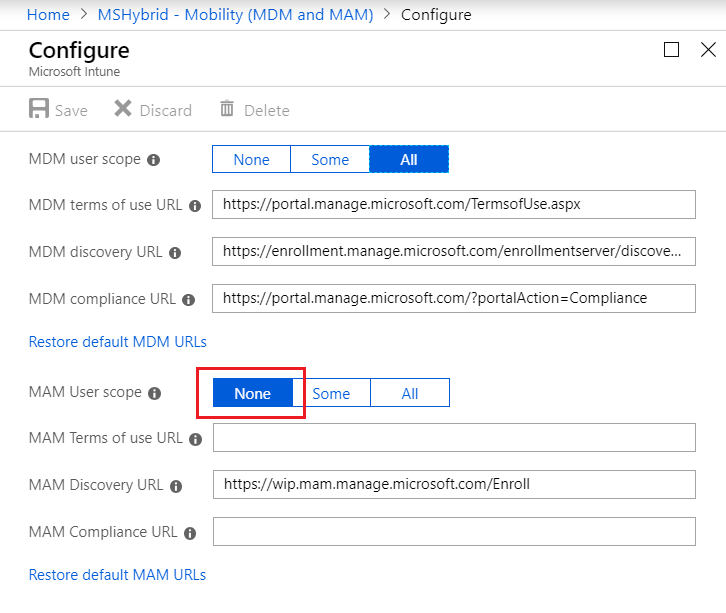 Home > MSHybrid - Mobility (MDM and MAM) > Configure
Configure
Microsoft Intune
Save Discard Delete
MDM user scope None Some All
MDM terms of use URL https://portal.manage.microsoft.com/TermsofUse.aspx
MDM discovery URL https://enrollment.manage.microsoft.com/enrollmentserver/discove...
MDM compliance URL https://portal.manage.microsoft.com/?portalAction=Compliance
Restore default MDM URLs
MAM User scope None Some All
MAM Terms of use URL
MAM Discovery URL https://wip.mam.manage.microsoft.com/Enroll
MAM Compliance URL
Restore default MAM URLs